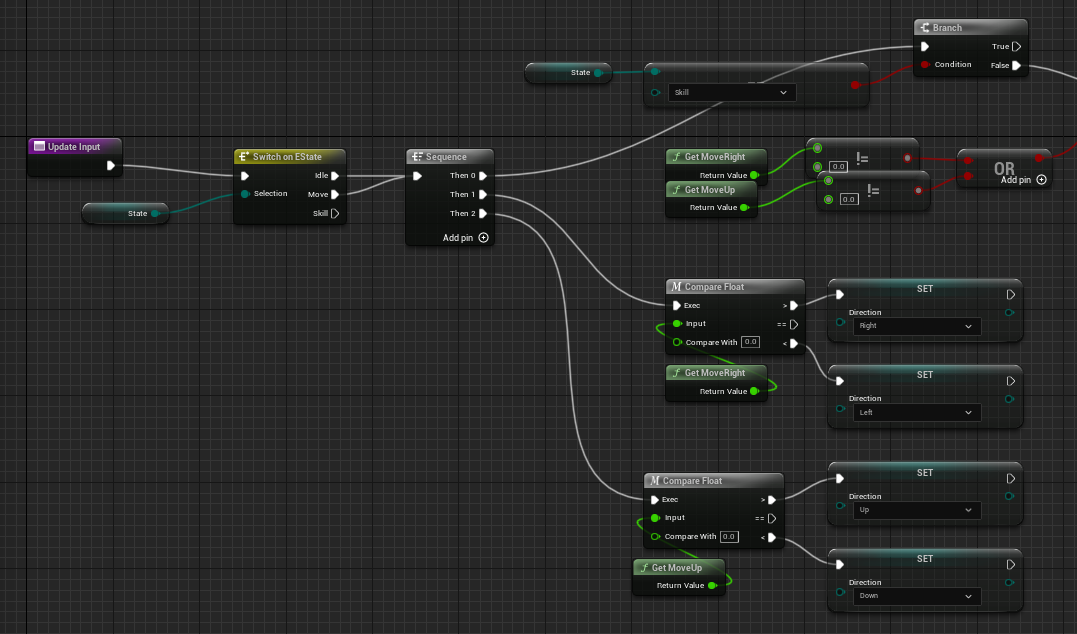 Branch
True
Condition
False
State
Skill
Update Input
Switch on EState
Idle
Selection
Move
Skill
State
Sequence
Then 0
Then 1
Then 2
Add pin
Get MoveRight
Return Value
Get MoveUp
Return Value
0.0
!=
0.0
!=
OR
Add pin
Compare Float
Exec
>
Input
==
Compare With
0.0
<
Get MoveRight
Return Value
SET
Direction
Right
SET
Direction
Left
Compare Float
Exec
>
Input
==
Compare With
0.0
<
Get MoveUp
Return Value
SET
Direction
Up
SET
Direction
Down